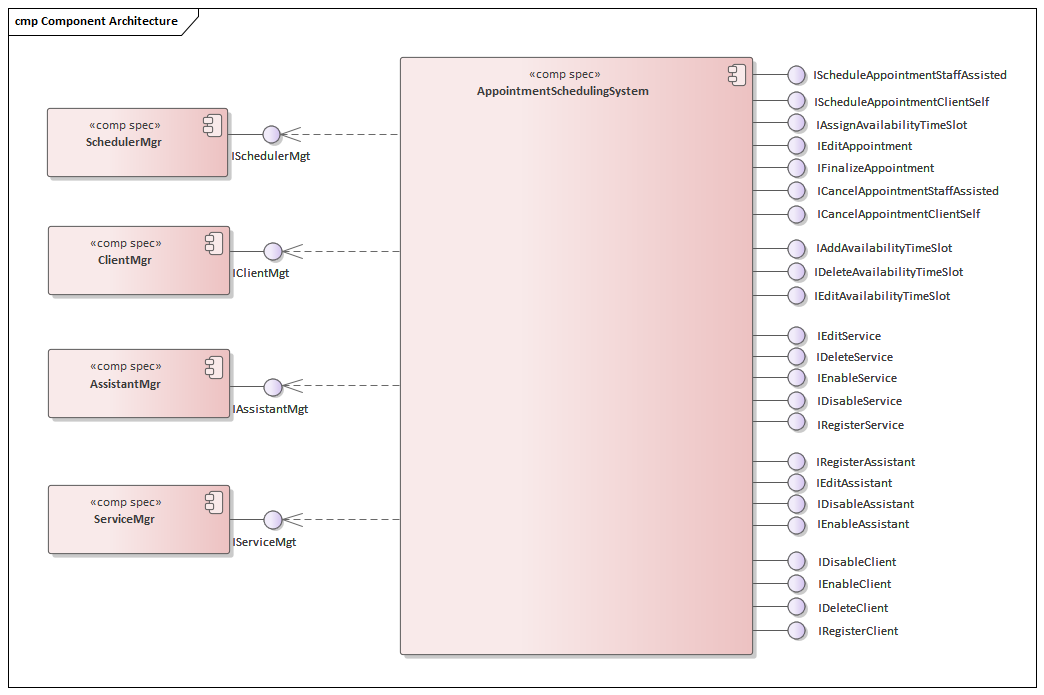 cmp Component Architecture
«comp spec»
AppointmentSchedulingSystem
«comp spec»
SchedulerMgr
ISchedulerMgt
«comp spec»
ClientMgr
IClientMgt
«comp spec»
AssistantMgr
IAssistantMgt
«comp spec»
ServiceMgr
IServiceMgt
IScheduleAppointmentStaffAssisted
IScheduleAppointmentClientSelf
IAssignAvailabilityTimeSlot
IEditAppointment
IFinalizeAppointment
ICancelAppointmentStaffAssisted
ICancelAppointmentClientSelf
IAddAvailabilityTimeSlot
IDeleteAvailabilityTimeSlot
IEditAvailabilityTimeSlot
IEditService
IDeleteService
IEnableService
IDisableService
IRegisterService
IRegisterAssistant
IEditAssistant
IDisableAssistant
IEnableAssistant
IDisableClient
IEnableClient
IDeleteClient
IRegisterClient